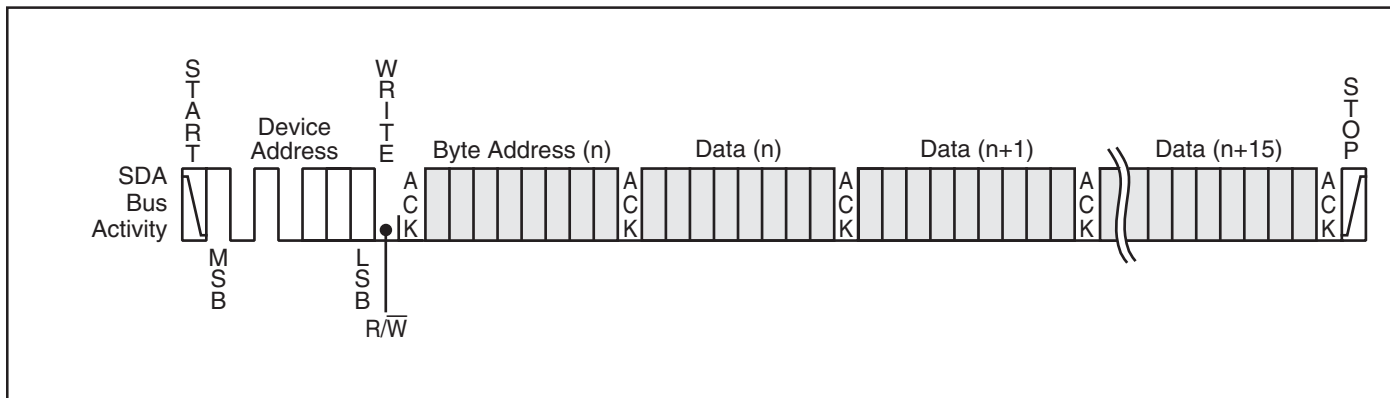 START
WRITE
STOP
Device
Address
Byte Address (n)
Data (n)
Data (n+1)
Data (n+15)
SDA
Bus
Activity
ACK
ACK
ACK
ACK
ACK
MSB
LSB
R/W̅